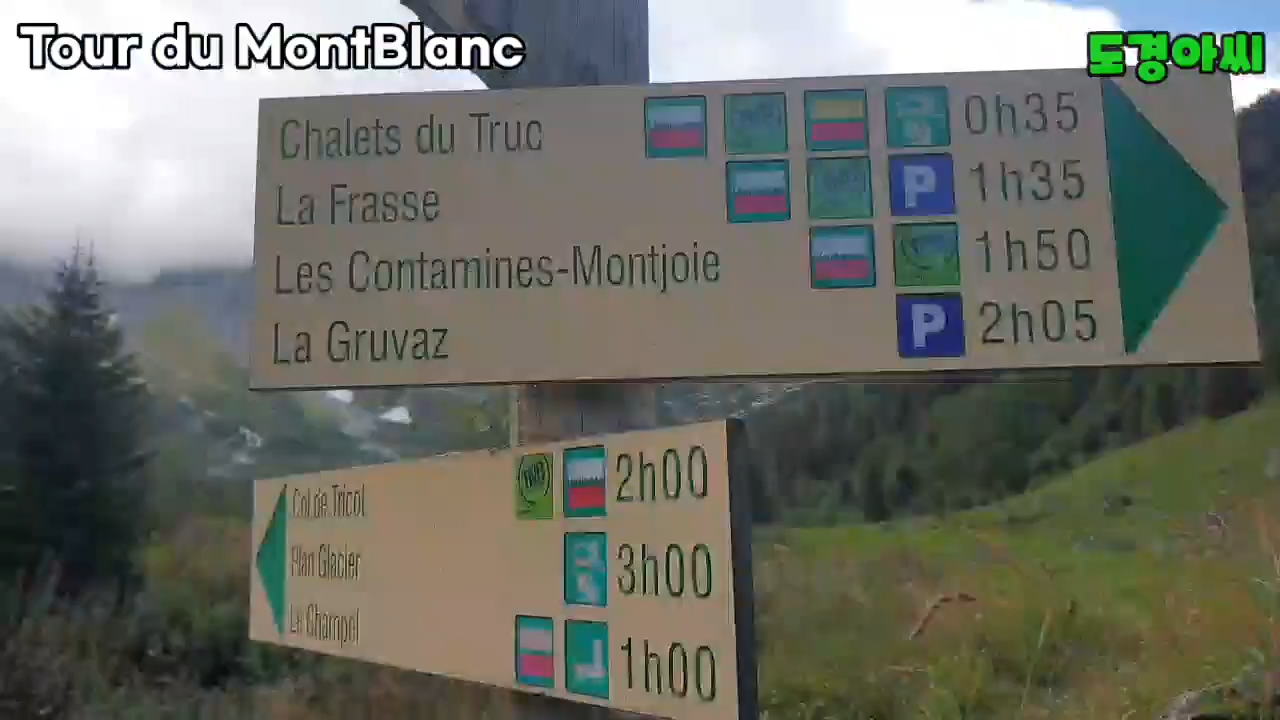 Tour du MontBlanc
도경아씨
Chalets du Truc 0h35
La Frasse P 1h35
Les Contamines-Montjoie 1h50
La Gruvaz P 2h05
Col de Tricot 2h00
Plan Glacier 3h00
Le Champel 1h00